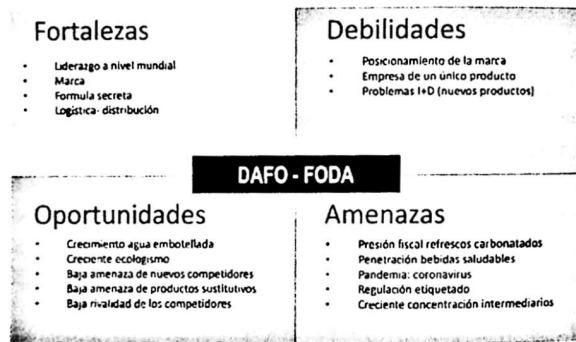 Fortalezas
• Liderazgo a nivel mundial
• Marca
• Formula secreta
• Logística- distribución
Debilidades
• Posicionamiento de la marca
• Empresa de un único producto
• Problemas I+D (nuevos productos)
DAFO - FODA
Oportunidades
• Crecimiento agua embotellada
• Creciente ecologismo
• Baja amenaza de nuevos competidores
• Baja amenaza de productos sustitutivos
• Baja rivalidad de los competidores
Amenazas
• Presión fiscal refrescos carbonatados
• Penetración bebidas saludables
• Pandemia: coronavirus
• Regulación etiquetado
• Creciente concentración intermediarios